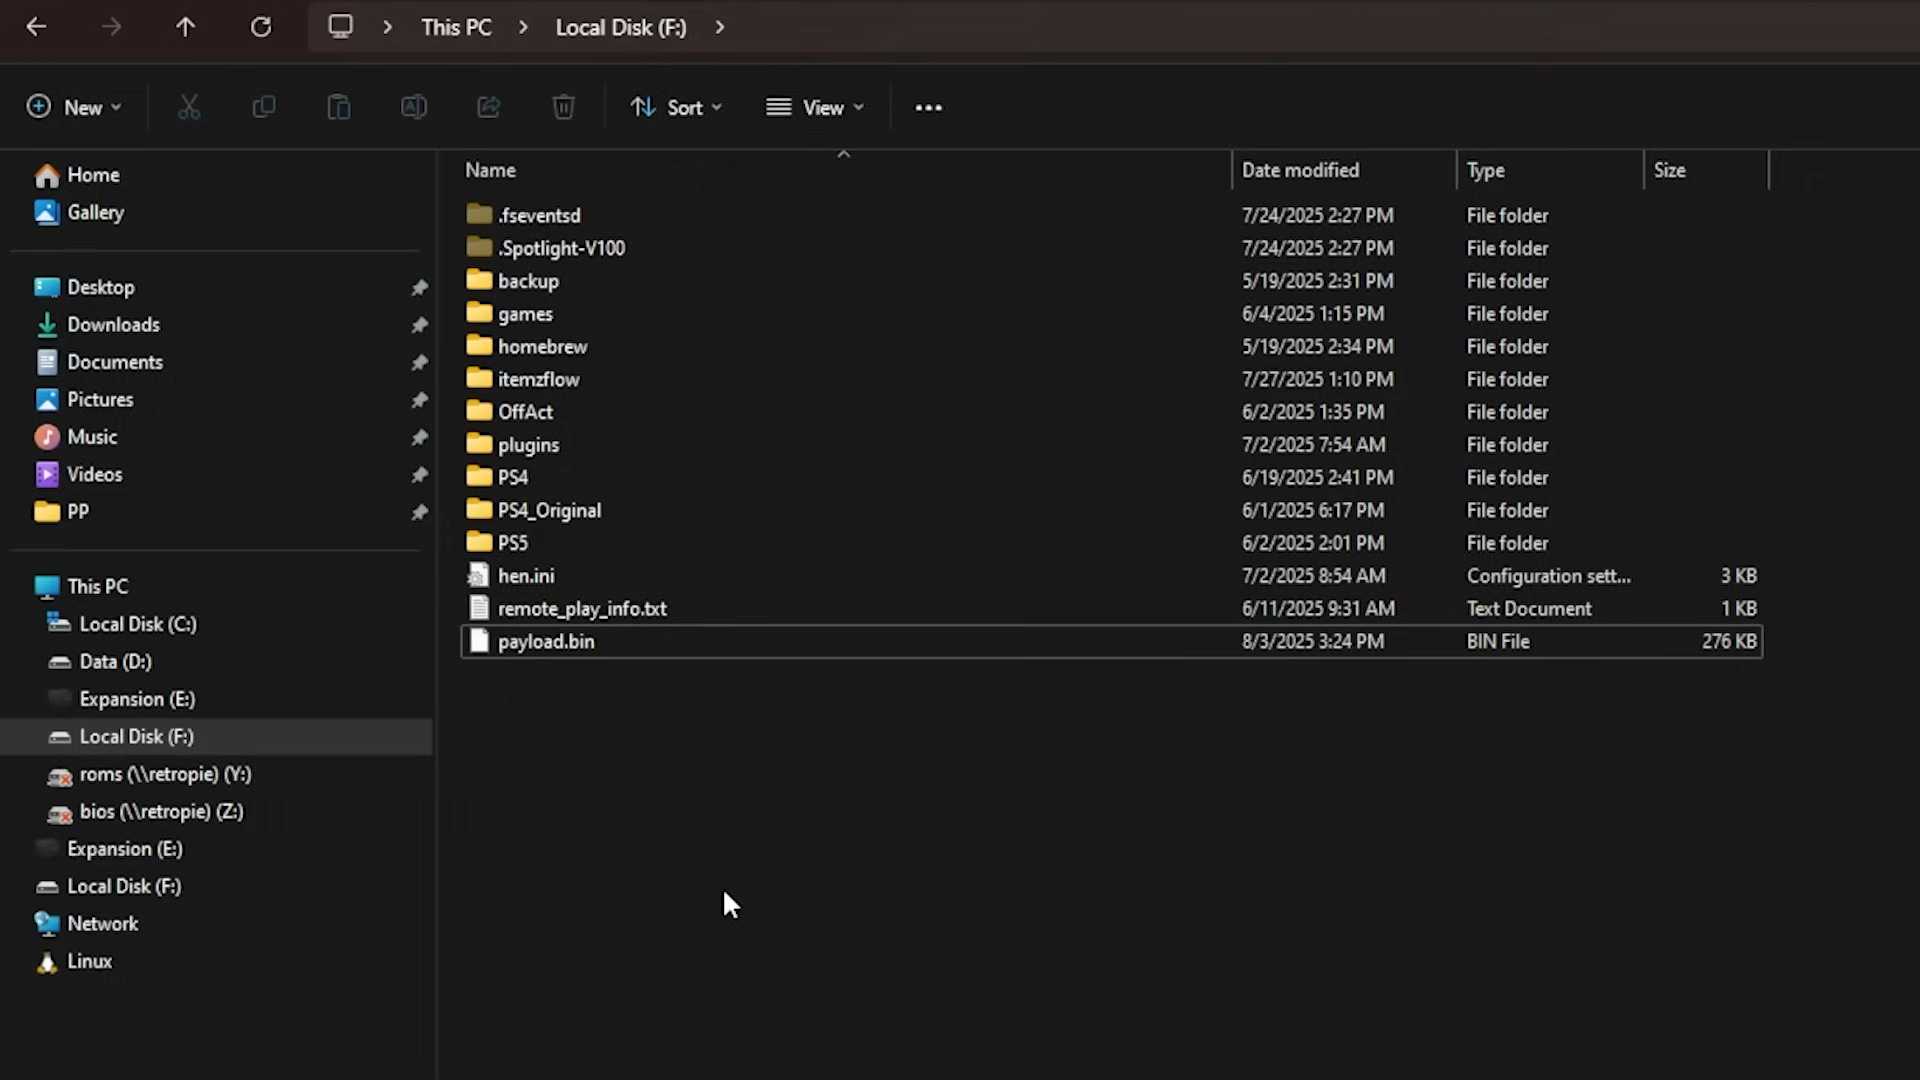 This PC > Local Disk (F:) >
New Sort View
Home
Gallery
Desktop
Downloads
Documents
Pictures
Music
Videos
PP
This PC
Local Disk (C:)
Data (D:)
Expansion (E:)
Local Disk (F:)
roms (\\retropie) (Y:)
bios (\\retropie) (Z:)
Expansion (E:)
Local Disk (F:)
Network
Linux
Name Date modified Type Size
.fseventsd 7/24/2025 2:27 PM File folder
.Spotlight-V100 7/24/2025 2:27 PM File folder
backup 5/19/2025 2:31 PM File folder
games 6/4/2025 1:15 PM File folder
homebrew 5/19/2025 2:34 PM File folder
itemzflow 7/27/2025 1:10 PM File folder
OffAct 6/2/2025 1:35 PM File folder
plugins 7/2/2025 7:54 AM File folder
PS4 6/19/2025 2:41 PM File folder
PS4_Original 6/1/2025 6:17 PM File folder
PS5 6/2/2025 2:01 PM File folder
hen.ini 7/2/2025 8:54 AM Configuration sett... 3 KB
remote_play_info.txt 6/11/2025 9:31 AM Text Document 1 KB
payload.bin 8/3/2025 3:24 PM BIN File 276 KB